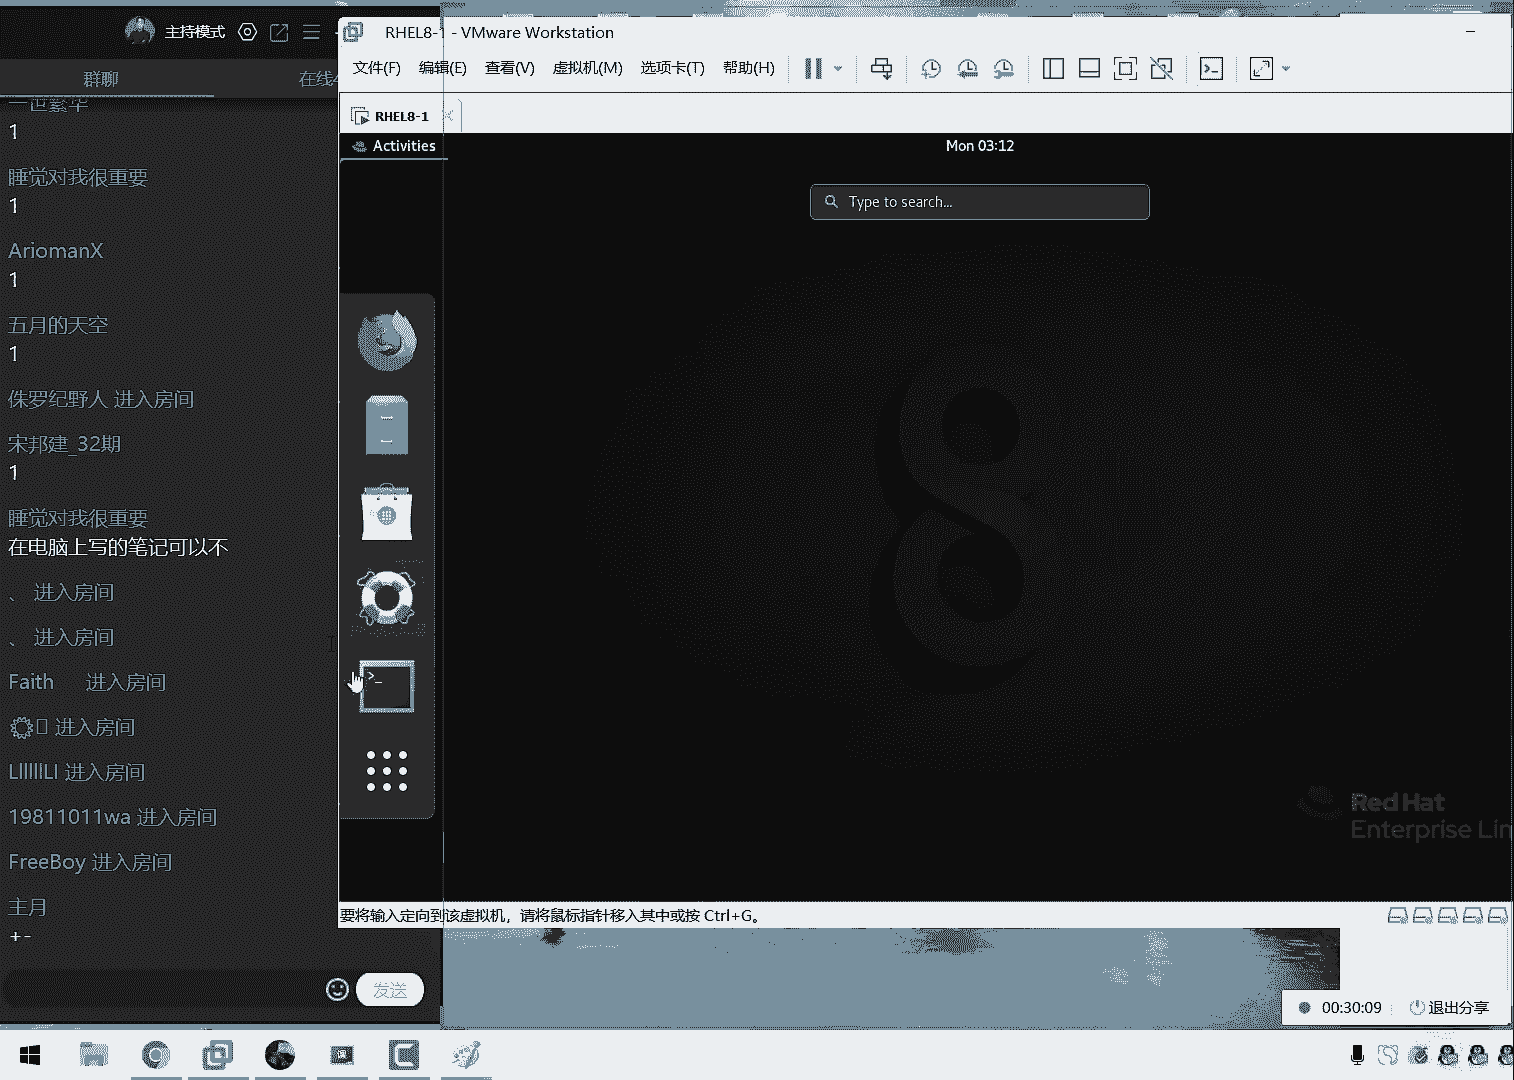 主持模式
群聊
在线
一世繁华
1
睡觉对我很重要
1
AriomanX
1
五月的天空
1
侏罗纪野人 进入房间
宋邦建_32期
1
睡觉对我很重要
在电脑上写的笔记可以不
、 进入房间
、 进入房间
Faith 进入房间
进入房间
LIIIIILI 进入房间
19811011wa 进入房间
FreeBoy 进入房间
主月
+-
发送
RHEL8-1 - VMware Workstation
文件(F) 编辑(E) 查看(V) 虚拟机(M) 选项卡(T) 帮助(H)
RHEL8-1
Activities
Mon 03:12
Type to search...
Red Hat
Enterprise Lin
要将输入定向到该虚拟机，请将鼠标指针移入其中或按 Ctrl+G。
00:30:09
退出分享